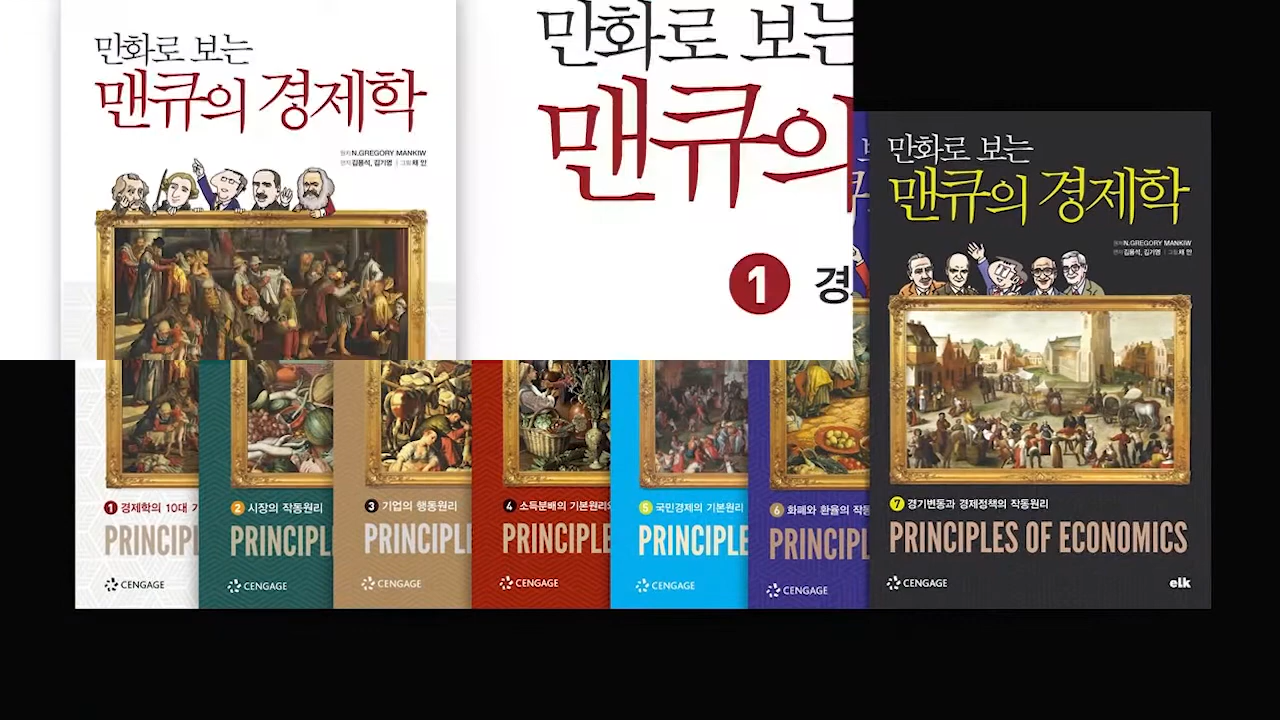 만화로 보는
맨큐의 경제학
원저 N.GREGORY MANKIW
편저 김용석, 김기영 | 그림 채 안
만화로 보는
맨큐의
1 경
만화로 보는
맨큐의 경제학
원저 N.GREGORY MANKIW
편저 김용석, 김기영 | 그림 채 안
1 경제학의 10대
PRINCIPL
CENGAGE
2 시장의 작동원리
PRINCIPL
CENGAGE
3 기업의 행동원리
PRINCIPLE
CENGAGE
4 소득분배의 기본원리와
PRINCIPLE
CENGAGE
5 국민경제의 기본원리
PRINCIPLE
CENGAGE
6 화폐와 환율의 작동
PRINCIPL
CENGAGE
7 경기변동과 경제정책의 작동원리
PRINCIPLES OF ECONOMICS
CENGAGE
elk